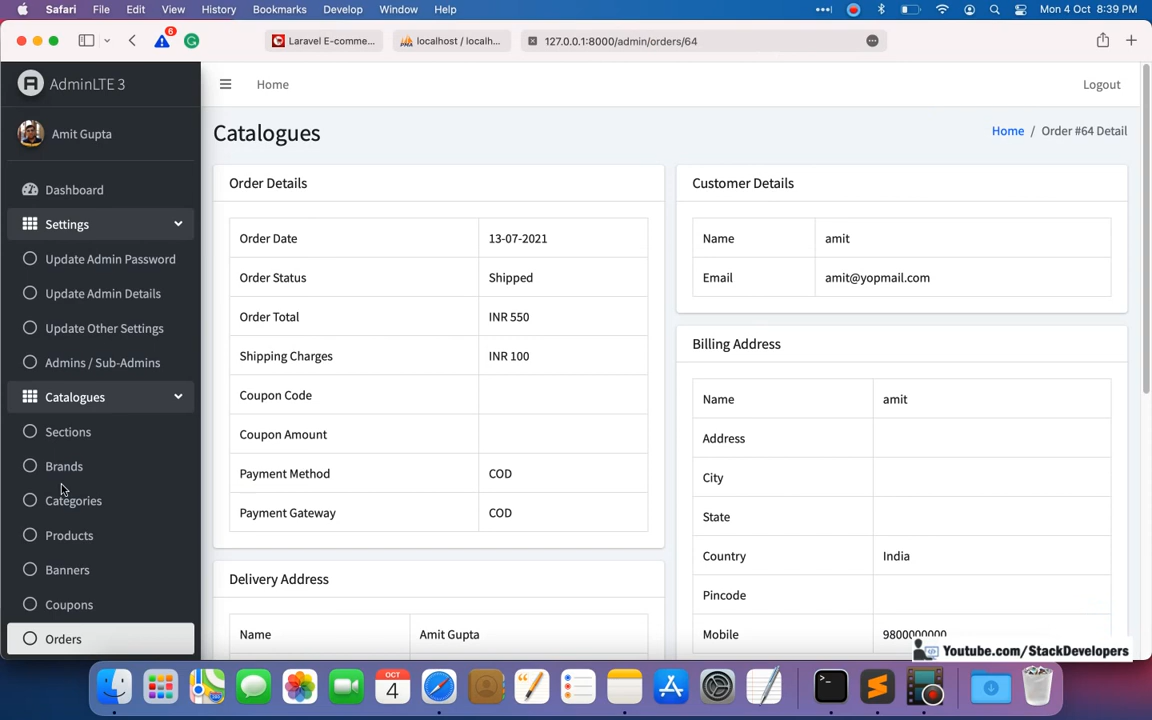 Safari File Edit View History Bookmarks Develop Window Help Mon 4 Oct 8:39 PM
6 Laravel E-comme... localhost / localh... 127.0.0.1:8000/admin/orders/64
AdminLTE 3
Home
Logout
Amit Gupta
Catalogues
Home / Order #64 Detail
Dashboard
Settings
Update Admin Password
Update Admin Details
Update Other Settings
Admins / Sub-Admins
Catalogues
Sections
Brands
Categories
Products
Banners
Coupons
Orders
Order Details
Order Date 13-07-2021
Order Status Shipped
Order Total INR 550
Shipping Charges INR 100
Coupon Code
Coupon Amount
Payment Method COD
Payment Gateway COD
Delivery Address
Name Amit Gupta
Customer Details
Name amit
Email amit@yopmail.com
Billing Address
Name amit
Address
City
State
Country India
Pincode
Mobile 9800000000
Youtube.com/StackDevelopers
OCT
4